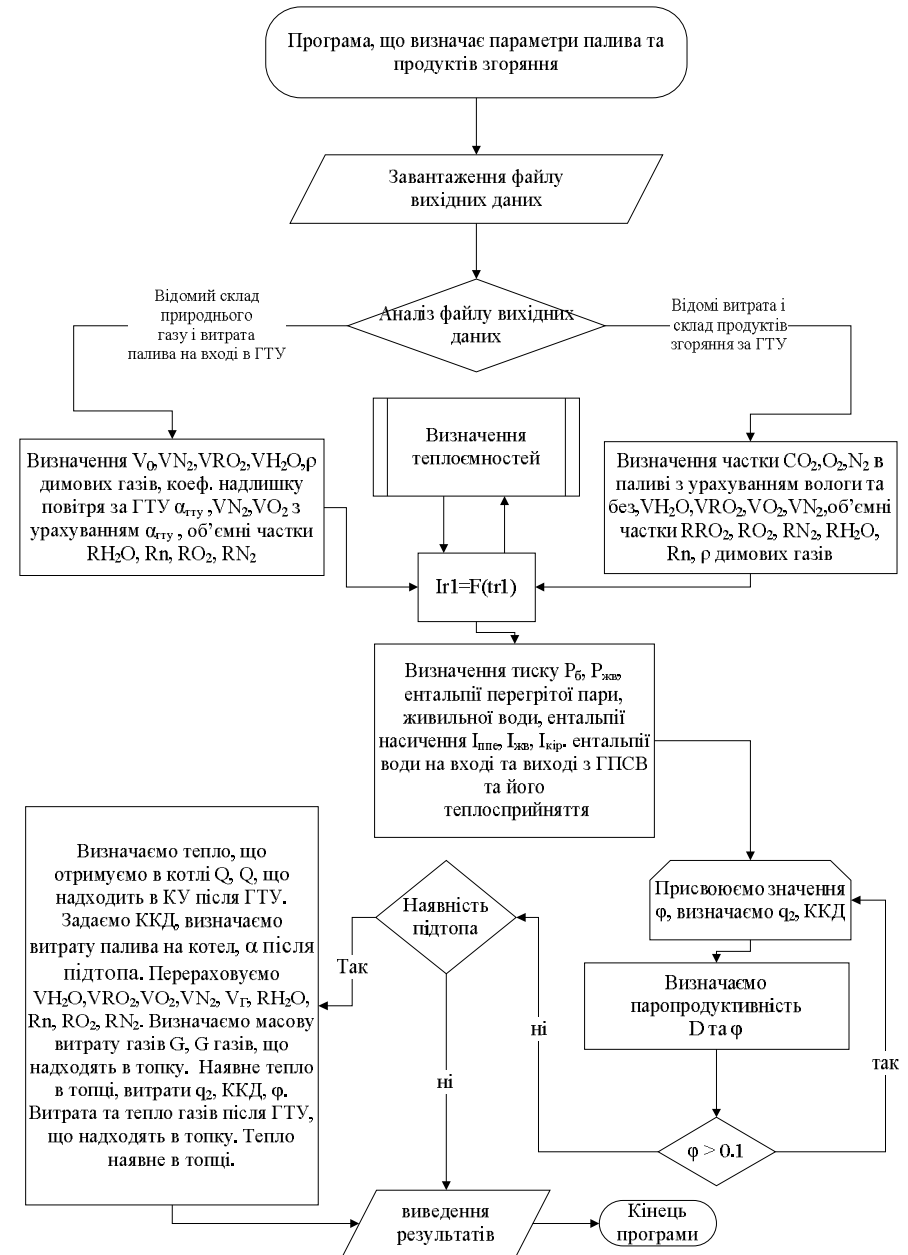 Програма, що визначає параметри палива та
продуктів згоряння
Завантаження файлу
вихідних даних
Аналіз файлу вихідних
даних
Відомий склад
природнього
газу і витрата
палива на вході в ГТУ
Відомі витрата і
склад продуктів
згоряння за ГТУ
Визначення
теплоємностей
Визначення V₀,VN₂,VRO₂,VH₂O,ρ
димових газів, коеф. надлишку
повітря за ГТУ αгту ,VN₂,VO₂ з
урахуванням αгту , об’ємні частки
RH₂O, Rn, RO₂, RN₂
Визначення частки CO₂,O₂,N₂ в
паливі з урахуванням вологи та
без,VH₂O,VRO₂,VO₂,VN₂,об’ємні
частки RRO₂, RO₂, RN₂, RH₂O,
Rn, ρ димових газів
Ir1=F(tr1)
Визначення тиску Pб, Pжв,
ентальпії перегрітої пари,
живильної води, ентальпії
насичення Iппе, Iжв, Iкір. ентальпії
води на вході та виході з ГПСВ
та його
теплосприйняття
Визначаємо тепло, що
отримуємо в котлі Q, Q, що
надходить в КУ після ГТУ.
Задаємо ККД, визначаємо
витрату палива на котел, α після
підтопа. Перераховуємо
VH₂O,VRO₂,VO₂,VN₂, VГ, RH₂O,
Rn, RO₂, RN₂. Визначаємо масову
витрату газів G, G газів, що
находять в топку. Наявне тепло
в топці, витрати q₂, ККД, φ.
Витрата та тепло газів після ГТУ,
що надходять в топку. Тепло
наявне в топці.
Наявність
підтопа
Так
ні
ні
Присвоюємо значення
φ, визначаємо q₂, ККД
Визначаємо
паропродуктивність
D та φ
так
φ > 0.1
виведення
результатів
Кінець
програми